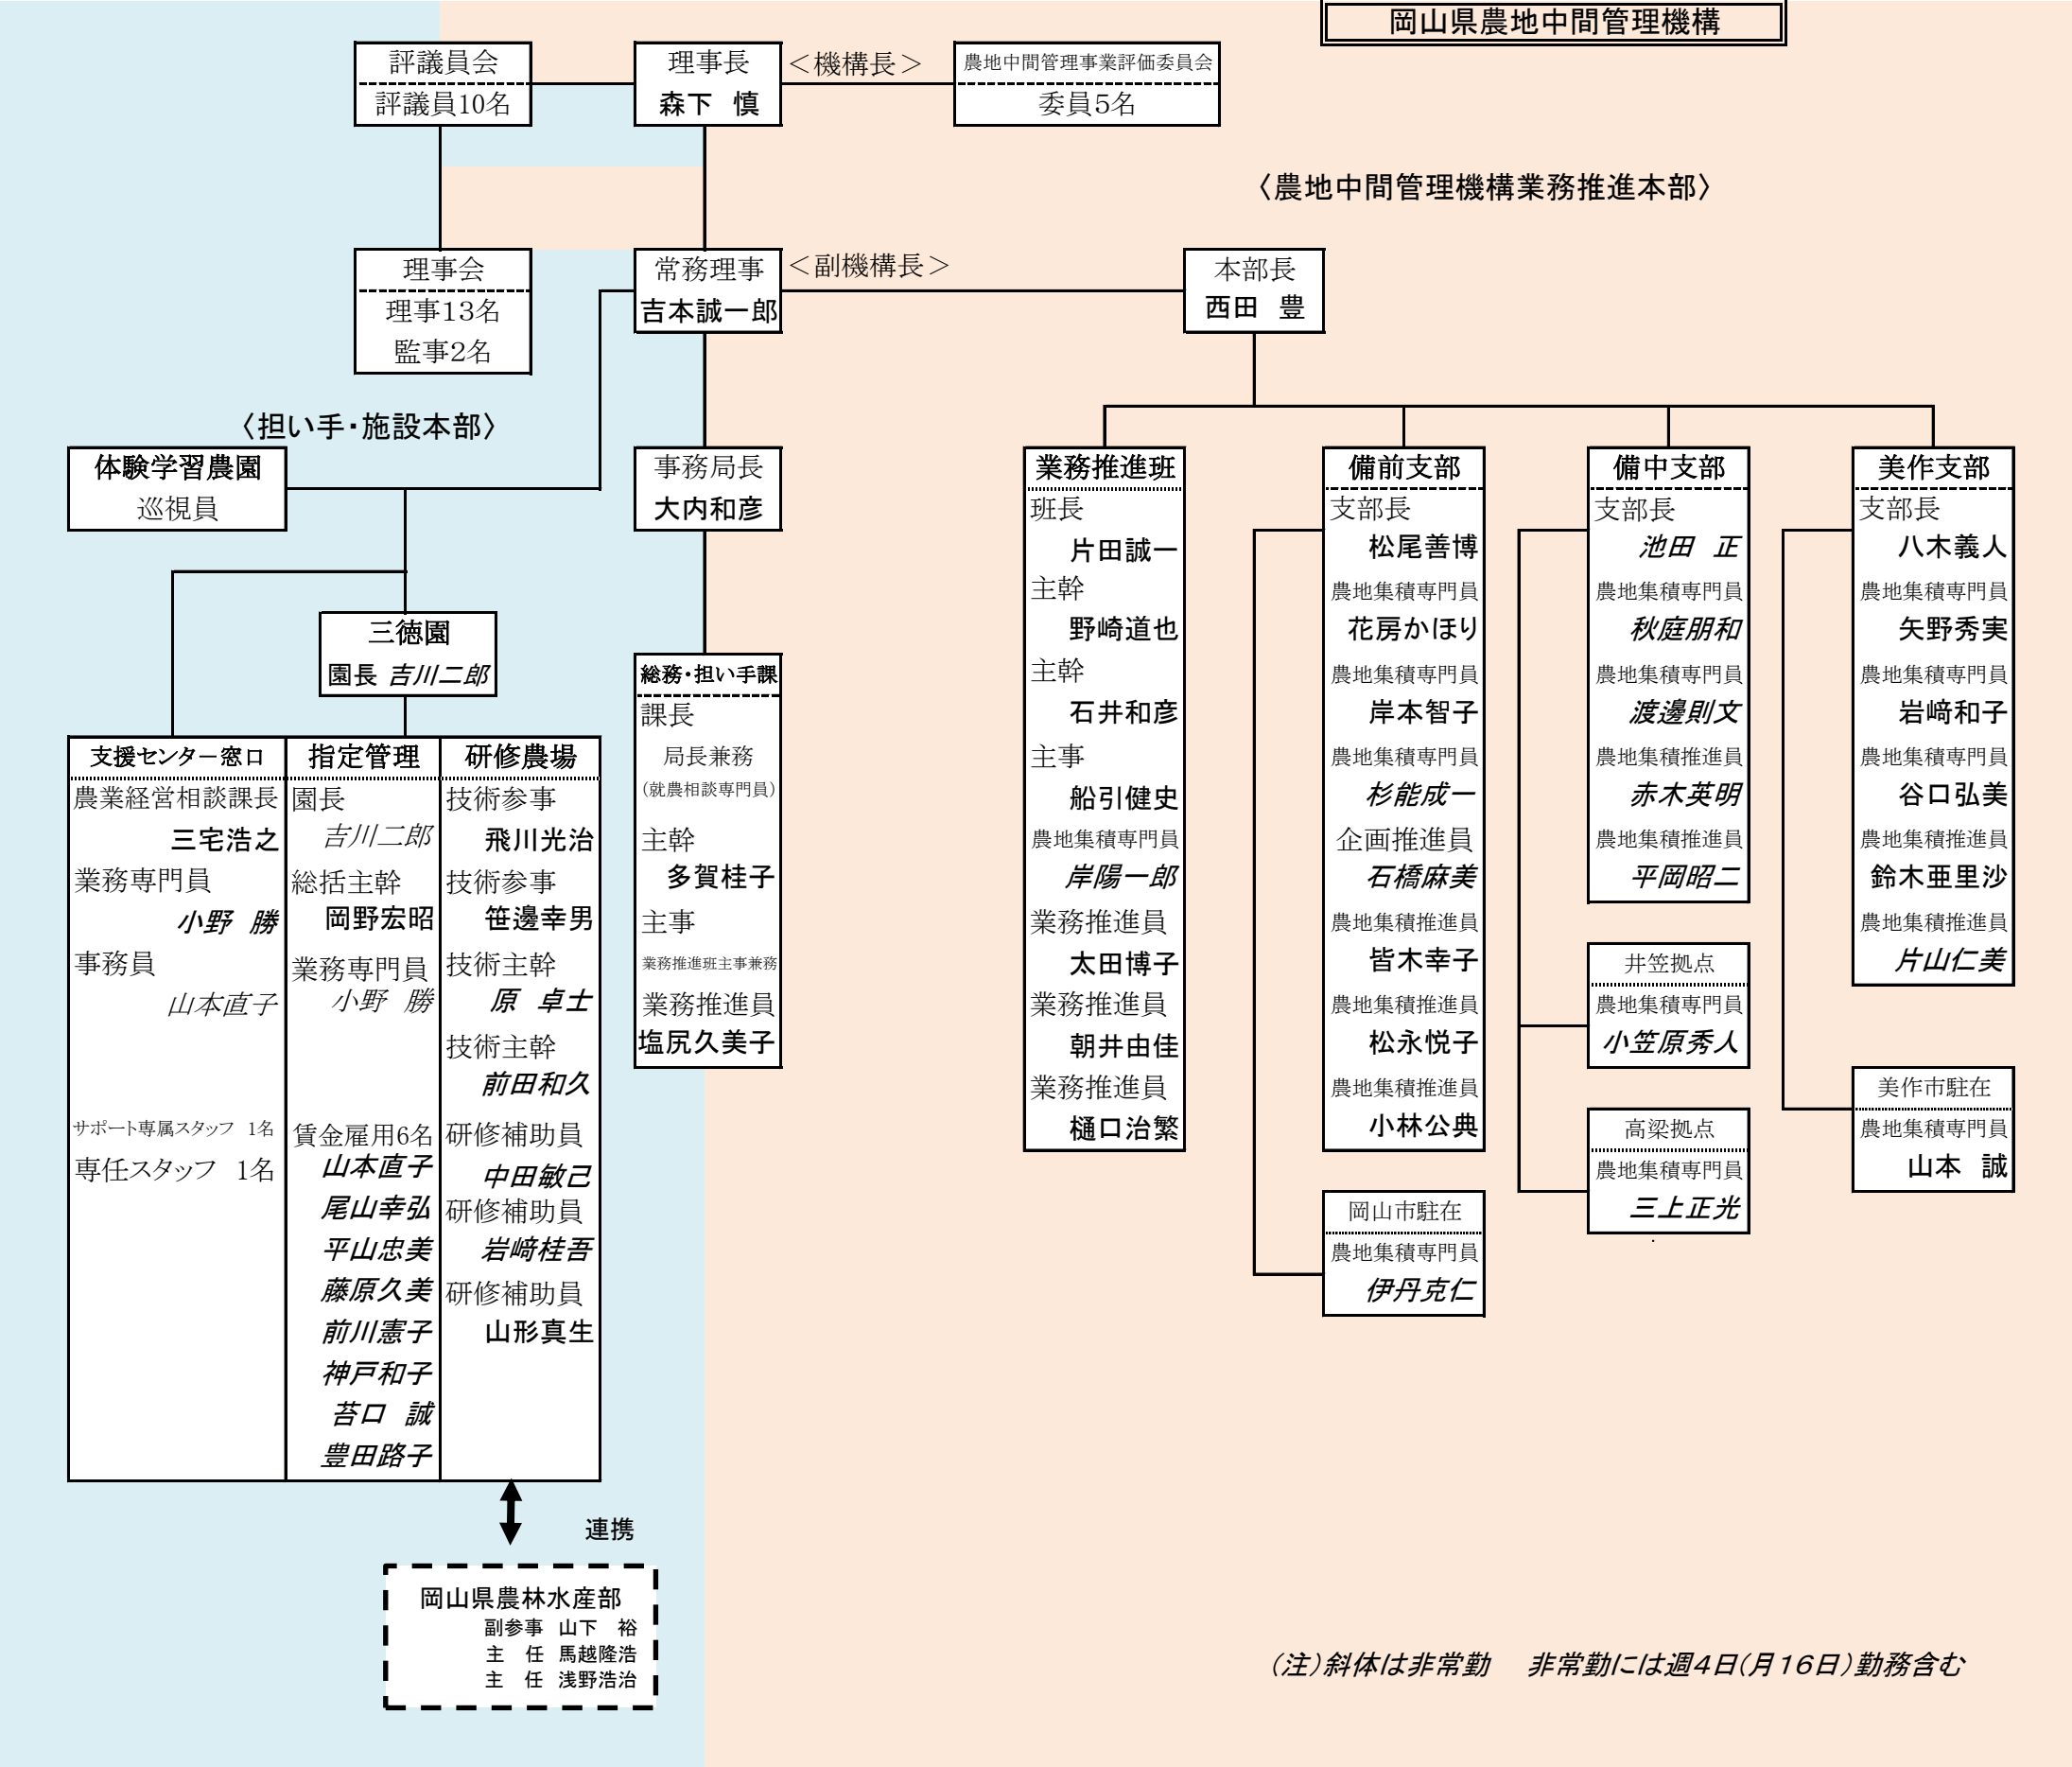 岡山県農地中間管理機構
評議員会
評議員10名
理事長
森下　慎
＜機構長＞
農地中間管理事業評価委員会
委員5名
〈農地中間管理機構業務推進本部〉
理事会
理事13名
監事2名
常務理事
吉本誠一郎
＜副機構長＞
本部長
西田　豊
〈担い手・施設本部〉
体験学習農園
巡視員
事務局長
大内和彦
三徳園
園長 吉川二郎
総務・担い手課
課長
局長兼務
(就農相談専門員)
主幹
多賀桂子
主事
業務推進班主事兼務
業務推進員
塩尻久美子
支援センター窓口
農業経営相談課長
三宅浩之
業務専門員
小野　勝
事務員
山本直子
サポート専属スタッフ　1名
専任スタッフ　1名
指定管理
園長
吉川二郎
総括主幹
岡野宏昭
業務専門員
小野　勝
賃金雇用6名
山本直子
尾山幸弘
平山忠美
藤原久美
前川憲子
神戸和子
苔口　誠
豊田路子
研修農場
技術参事
飛川光治
技術参事
笹邊幸男
技術主幹
原　卓士
技術主幹
前田和久
研修補助員
中田敏己
研修補助員
岩﨑桂吾
研修補助員
山形真生
業務推進班
班長
片田誠一
主幹
野崎道也
主幹
石井和彦
主事
船引健史
農地集積専門員
岸陽一郎
業務推進員
太田博子
業務推進員
朝井由佳
業務推進員
樋口治繁
備前支部
支部長
松尾善博
農地集積専門員
花房かほり
農地集積専門員
岸本智子
農地集積専門員
杉能成一
企画推進員
石橋麻美
農地集積推進員
皆木幸子
農地集積推進員
松永悦子
農地集積推進員
小林公典
岡山市駐在
農地集積専門員
伊丹克仁
備中支部
支部長
池田　正
農地集積専門員
秋庭朋和
農地集積専門員
渡邊則文
農地集積推進員
赤木英明
農地集積推進員
平岡昭二
井笠拠点
農地集積専門員
小笠原秀人
高梁拠点
農地集積専門員
三上正光
美作支部
支部長
八木義人
農地集積専門員
矢野秀実
農地集積専門員
岩﨑和子
農地集積専門員
谷口弘美
農地集積推進員
鈴木亜里沙
農地集積推進員
片山仁美
美作市駐在
農地集積専門員
山本　誠
連携
岡山県農林水産部
副参事　山下　裕
主　任　馬越隆浩
主　任　浅野浩治
(注)斜体は非常勤　非常勤には週4日(月16日)勤務含む